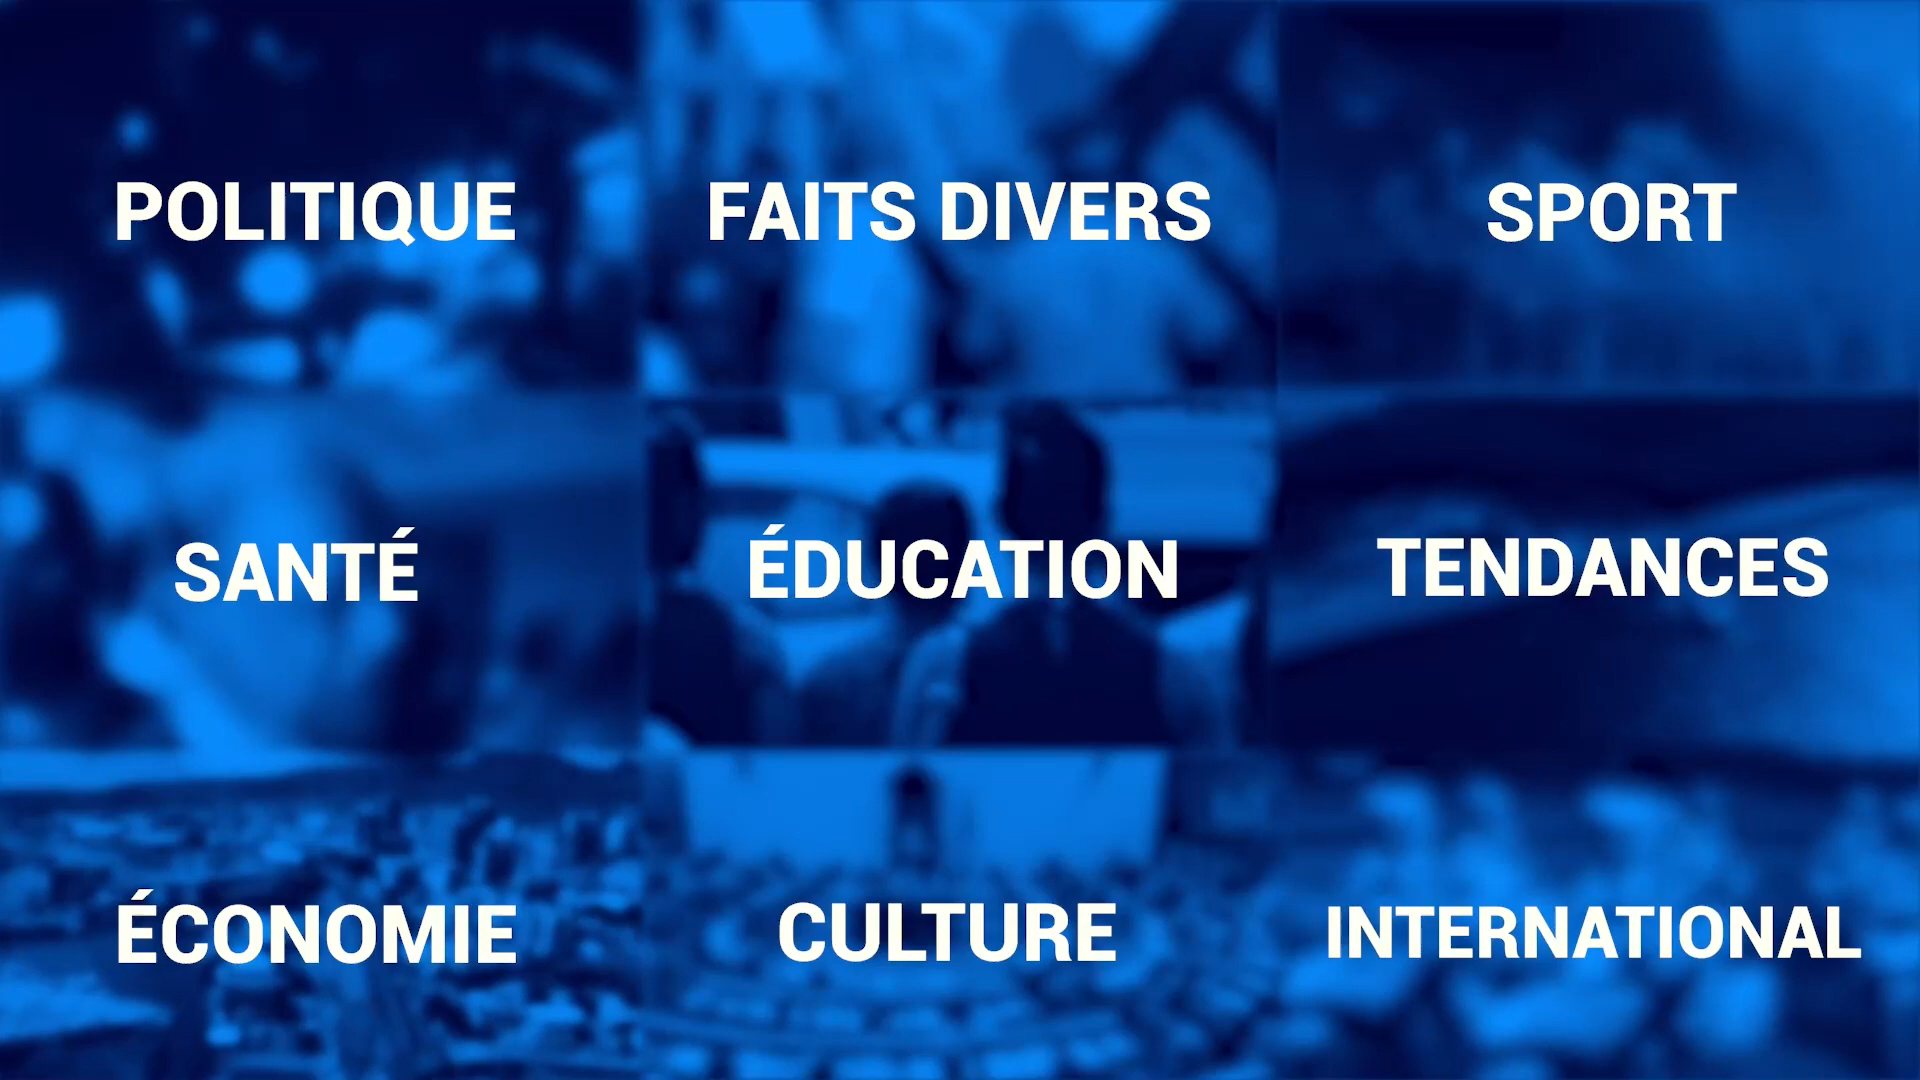 POLITIQUE
FAITS DIVERS
SPORT
SANTÉ
ÉDUCATION
TENDANCES
ÉCONOMIE
CULTURE
INTERNATIONAL